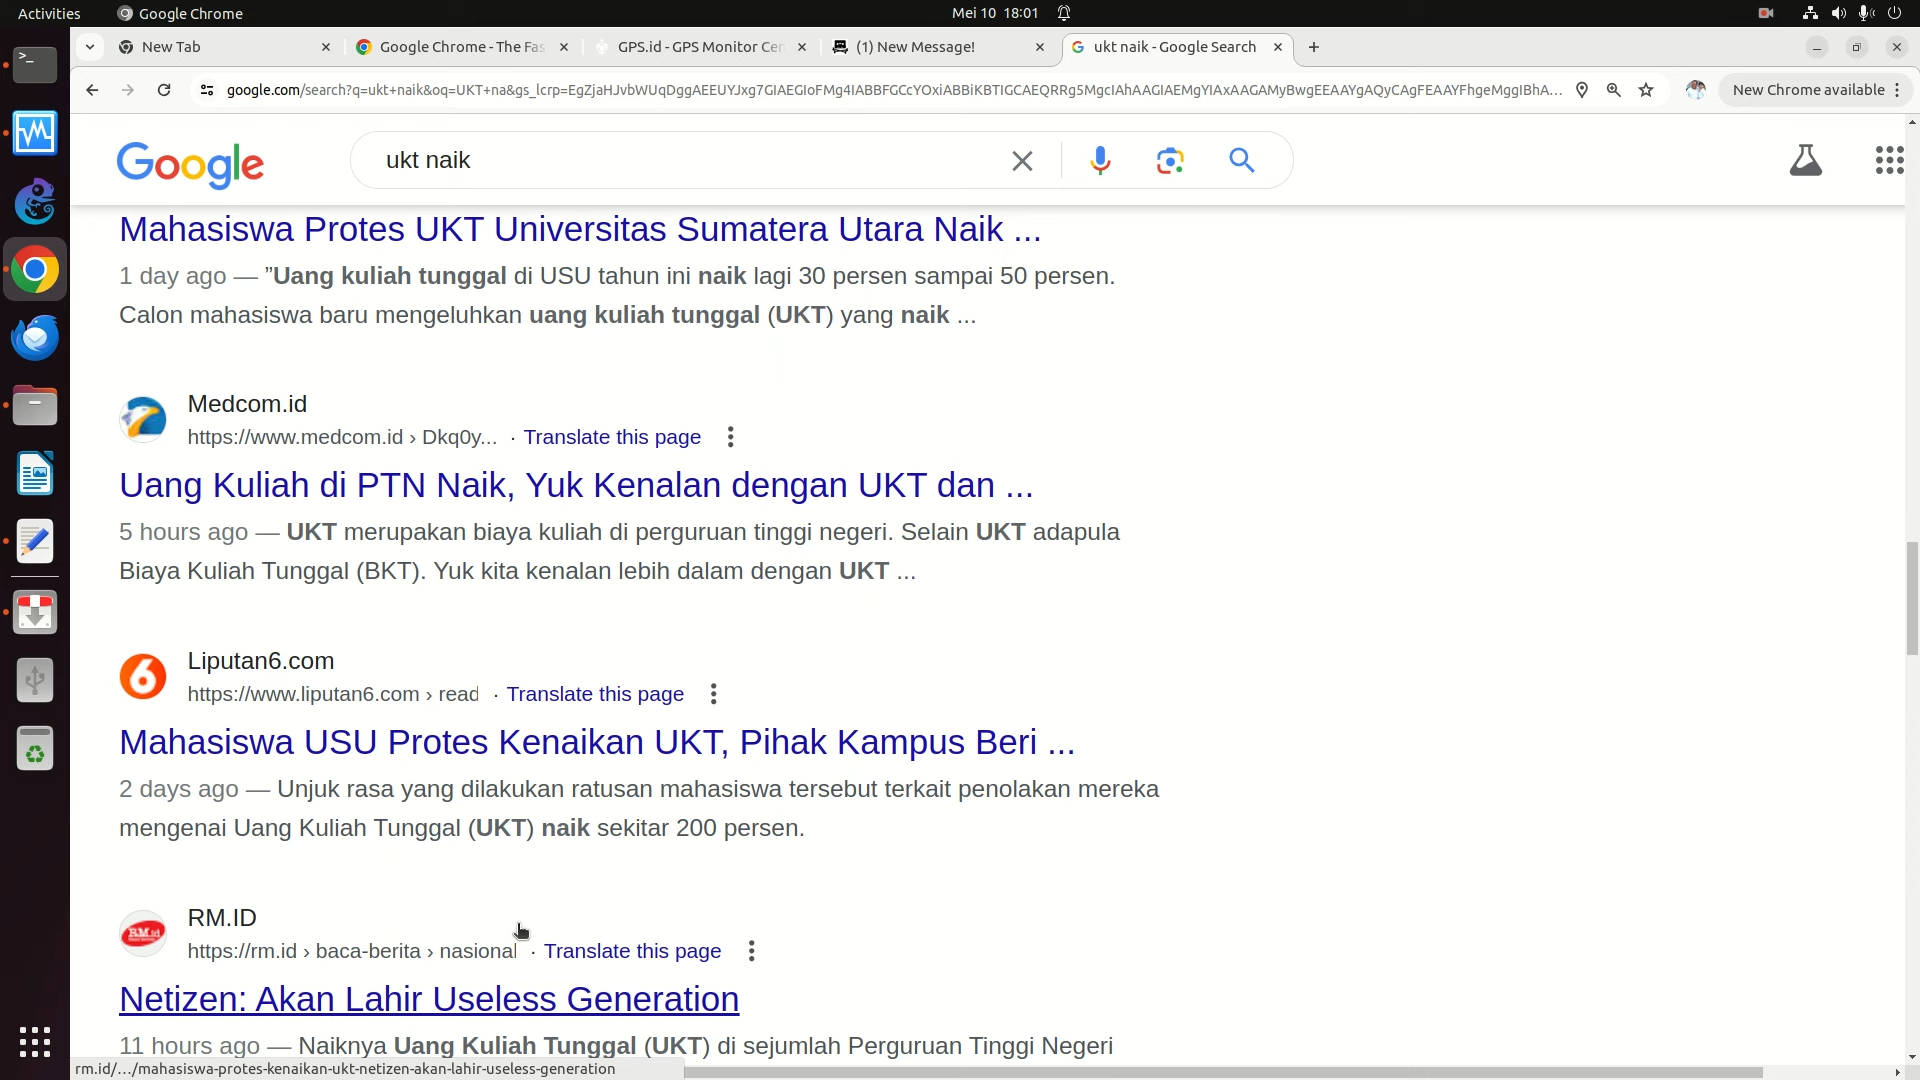 Activities
Google Chrome
Mei 10 18:01
New Tab
Google Chrome - The Fas
GPS.id - GPS Monitor Cen
(1) New Message!
ukt naik - Google Search
google.com/search?q=ukt+naik&oq=UKT+na&gs_lcrp=EgZjaHJvbWUqDggAEEUYJxg7GIAEGIoFMg4IABBFGCcYOxiABBiKBTIGCAEQRRg5MgcIAhAAGIAEMgYIAxAAGAMyBwgEEAAYgAQyCAgFEAAYFhgeMggIBhA...
New Chrome available
Google
ukt naik
Mahasiswa Protes UKT Universitas Sumatera Utara Naik ...
1 day ago — ”Uang kuliah tunggal di USU tahun ini naik lagi 30 persen sampai 50 persen.
Calon mahasiswa baru mengeluhkan uang kuliah tunggal (UKT) yang naik ...
Medcom.id
https://www.medcom.id › Dkq0y... · Translate this page
Uang Kuliah di PTN Naik, Yuk Kenalan dengan UKT dan ...
5 hours ago — UKT merupakan biaya kuliah di perguruan tinggi negeri. Selain UKT adapula
Biaya Kuliah Tunggal (BKT). Yuk kita kenalan lebih dalam dengan UKT ...
6
Liputan6.com
https://www.liputan6.com › read · Translate this page
Mahasiswa USU Protes Kenaikan UKT, Pihak Kampus Beri ...
2 days ago — Unjuk rasa yang dilakukan ratusan mahasiswa tersebut terkait penolakan mereka
mengenai Uang Kuliah Tunggal (UKT) naik sekitar 200 persen.
RM.id
RM.ID
https://rm.id › baca-berita › nasional · Translate this page
Netizen: Akan Lahir Useless Generation
11 hours ago — Naiknya Uang Kuliah Tunggal (UKT) di sejumlah Perguruan Tinggi Negeri
rm.id/.../mahasiswa-protes-kenaikan-ukt-netizen-akan-lahir-useless-generation